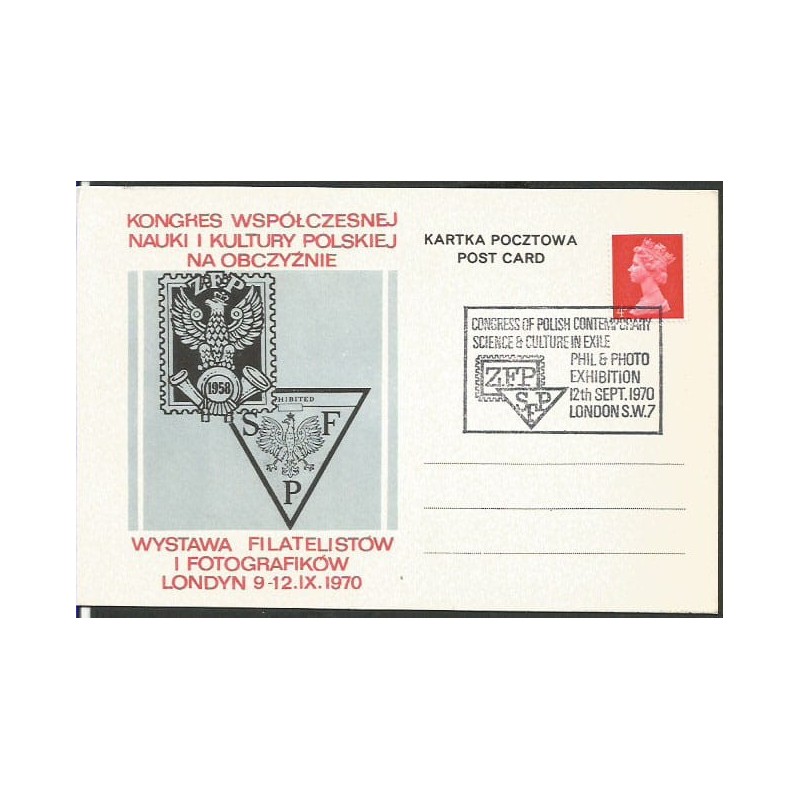 KONGRES WSPÓŁCZESNEJ
NAUKI I KULTURY POLSKIEJ
NA OBCZYŹNIE
Z F P
1958
HIBITED
S F
P
WYSTAWA FILATELISTÓW
I FOTOGRAFIKÓW
LONDYN 9-12.IX.1970
KARTKA POCZTOWA
POST CARD
4D
CONGRESS OF POLISH CONTEMPORARY
SCIENCE & CULTURE IN EXILE
PHIL & PHOTO
ZFP EXHIBITION
SFP 12th SEPT. 1970
LONDON S.W.7